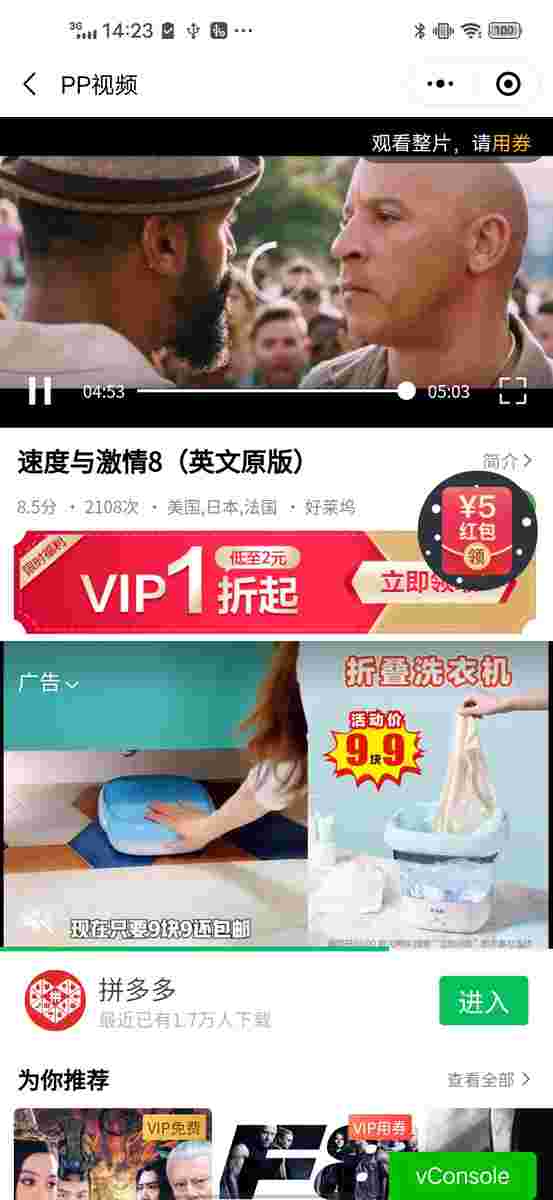 3G 14:23
100
PP视频
观看整片，请用券
04:53
05:03
速度与激情8（英文原版）
简介
8.5分 · 2108次 · 美国,日本,法国 · 好莱坞
¥5
红包
领
限时福利
VIP1折起
低至2元
立即领
广告
折叠洗衣机
活动价
9块9
现在只要9块9还包邮
拼多多
最近已有1.7万人下载
进入
为你推荐
查看全部
VIP免费
VIP用券
F8
vConsole